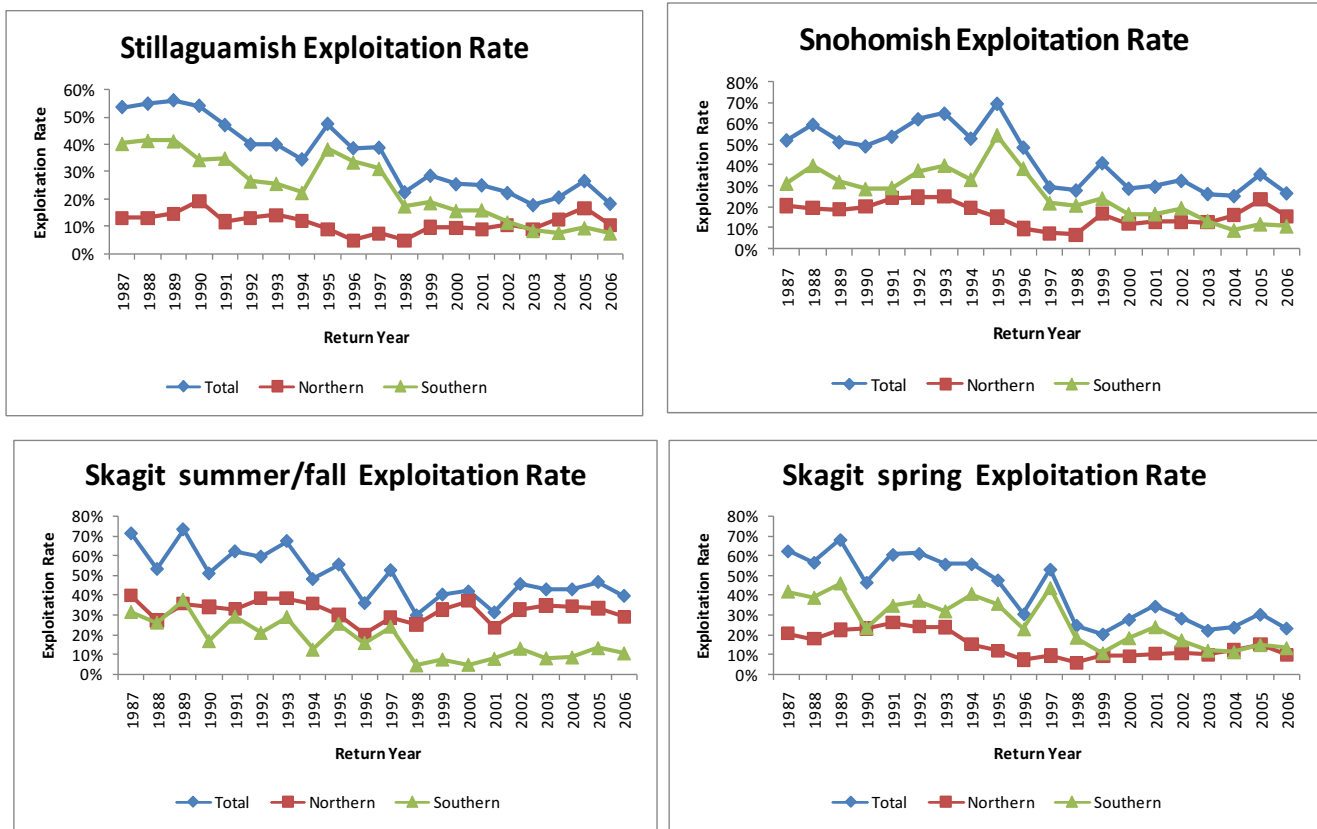 Stillaguamish Exploitation Rate
Exploitation Rate
60%
50%
40%
30%
20%
10%
0%
1987 1988 1989 1990 1991 1992 1993 1994 1995 1996 1997 1998 1999 2000 2001 2002 2003 2004 2005 2006
Return Year
Total Northern Southern
Snohomish Exploitation Rate
Exploitation Rate
80%
70%
60%
50%
40%
30%
20%
10%
0%
1987 1988 1989 1990 1991 1992 1993 1994 1995 1996 1997 1998 1999 2000 2001 2002 2003 2004 2005 2006
Return Year
Total Northern Southern
Skagit summer/fall Exploitation Rate
Exploitation Rate
80%
70%
60%
50%
40%
30%
20%
10%
0%
1987 1988 1989 1990 1991 1992 1993 1994 1995 1996 1997 1998 1999 2000 2001 2002 2003 2004 2005 2006
Return Year
Total Northern Southern
Skagit spring Exploitation Rate
Exploitation Rate
80%
70%
60%
50%
40%
30%
20%
10%
0%
1987 1988 1989 1990 1991 1992 1993 1994 1995 1996 1997 1998 1999 2000 2001 2002 2003 2004 2005 2006
Return Year
Total Northern Southern